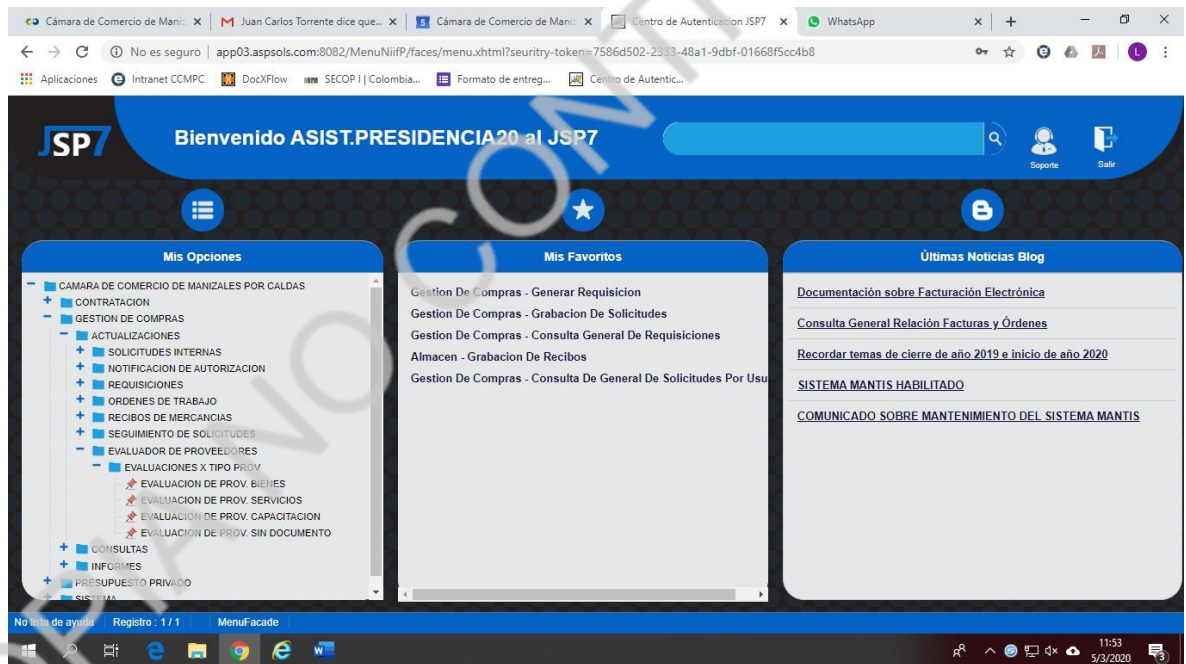 Cámara de Comercio de Maniz
Juan Carlos Torrente dice que...
Cámara de Comercio de Maniz
Centro de Autenticacion JSP7
WhatsApp
No es seguro | app03.aspsols.com:8082/MenuNiifP/faces/menu.xhtml?seuritry-token=7586d502-2333-48a1-9dbf-01668f5cc4b8
Aplicaciones Intranet CCMPC DocXFlow SECOP I | Colombia... Formato de entreg... Centro de Autentic...
JSP7
Bienvenido ASIST.PRESIDENCIA20 al JSP7
Soporte
Salir
Mis Opciones
CAMARA DE COMERCIO DE MANIZALES POR CALDAS
CONTRATACION
GESTION DE COMPRAS
ACTUALIZACIONES
SOLICITUDES INTERNAS
NOTIFICACION DE AUTORIZACION
REQUISICIONES
ORDENES DE TRABAJO
RECIBOS DE MERCANCIAS
SEGUIMIENTO DE SOLICITUDES
EVALUADOR DE PROVEEDORES
EVALUACIONES X TIPO PROV
EVALUACION DE PROV. BIENES
EVALUACION DE PROV. SERVICIOS
EVALUACION DE PROV. CAPACITACION
EVALUACION DE PROV. SIN DOCUMENTO
CONSULTAS
INFORMES
PRESUPUESTO PRIVADO
SISTEMA
Mis Favoritos
Gestion De Compras - Generar Requisicion
Gestion De Compras - Grabacion De Solicitudes
Gestion De Compras - Consulta General De Requisiciones
Almacen - Grabacion De Recibos
Gestion De Compras - Consulta De General De Solicitudes Por Usu
Últimas Noticias Blog
Documentación sobre Facturación Electrónica
Consulta General Relación Facturas y Órdenes
Recordar temas de cierre de año 2019 e inicio de año 2020
SISTEMA MANTIS HABILITADO
COMUNICADO SOBRE MANTENIMIENTO DEL SISTEMA MANTIS
No lista de ayuda Registro : 1 / 1 MenuFacade
11:53
5/3/2020
OPIA NO CONT